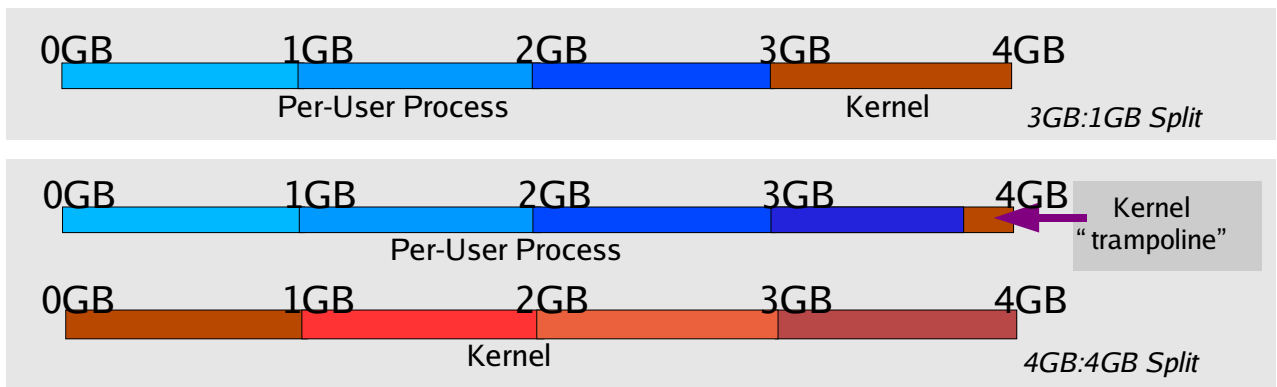 0GB 1GB 2GB 3GB 4GB
Per-User Process Kernel
3GB:1GB Split
0GB 1GB 2GB 3GB 4GB
Kernel
“trampoline”
Per-User Process
0GB 1GB 2GB 3GB 4GB
Kernel
4GB:4GB Split